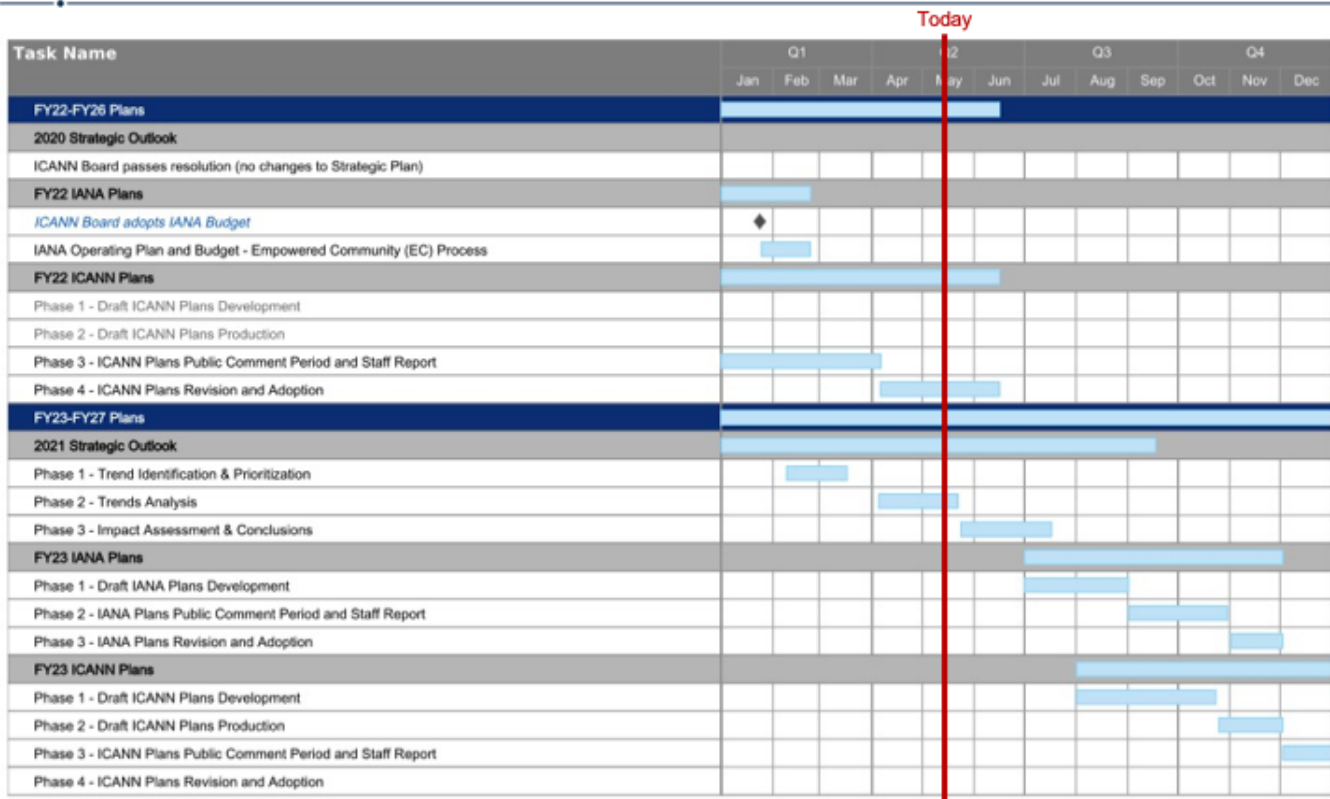 Today
Task Name
Q1 Q2 Q3 Q4
Jan Feb Mar Apr May Jun Jul Aug Sep Oct Nov Dec
FY22-FY26 Plans
2020 Strategic Outlook
ICANN Board passes resolution (no changes to Strategic Plan)
FY22 IANA Plans
ICANN Board adopts IANA Budget
IANA Operating Plan and Budget - Empowered Community (EC) Process
FY22 ICANN Plans
Phase 1 - Draft ICANN Plans Development
Phase 2 - Draft ICANN Plans Production
Phase 3 - ICANN Plans Public Comment Period and Staff Report
Phase 4 - ICANN Plans Revision and Adoption
FY23-FY27 Plans
2021 Strategic Outlook
Phase 1 - Trend Identification & Prioritization
Phase 2 - Trends Analysis
Phase 3 - Impact Assessment & Conclusions
FY23 IANA Plans
Phase 1 - Draft IANA Plans Development
Phase 2 - IANA Plans Public Comment Period and Staff Report
Phase 3 - IANA Plans Revision and Adoption
FY23 ICANN Plans
Phase 1 - Draft ICANN Plans Development
Phase 2 - Draft ICANN Plans Production
Phase 3 - ICANN Plans Public Comment Period and Staff Report
Phase 4 - ICANN Plans Revision and Adoption